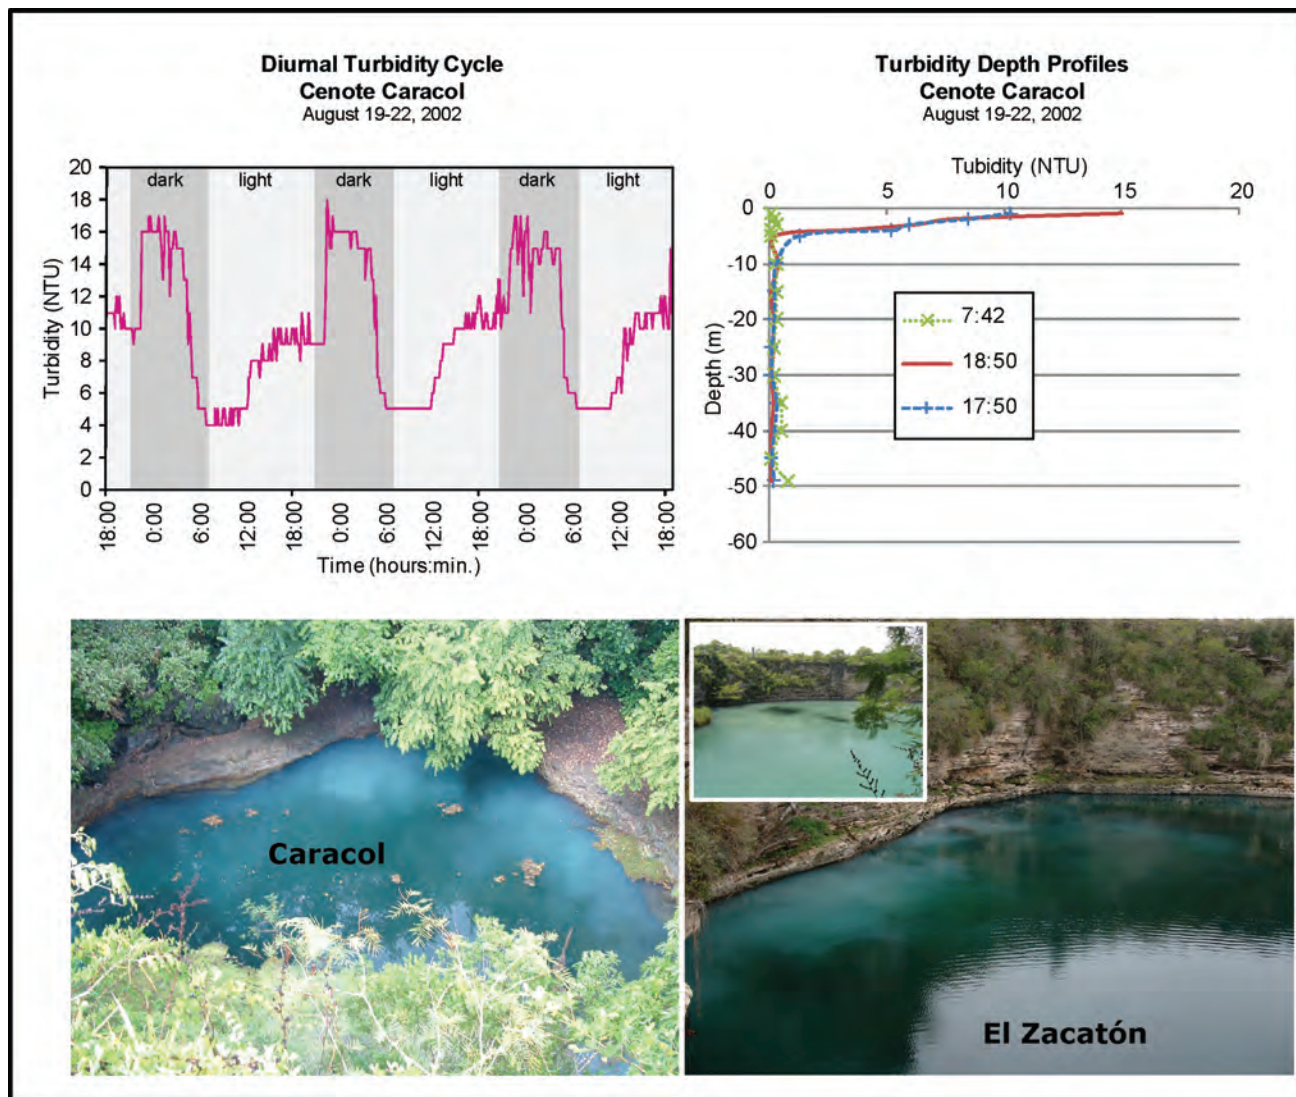 Diurnal Turbidity Cycle
Cenote Caracol
August 19-22, 2002
Turbidity (NTU)
20
18
16
14
12
10
8
6
4
2
0
dark
light
dark
light
dark
light
18:00
0:00
6:00
12:00
18:00
0:00
6:00
12:00
18:00
0:00
6:00
12:00
18:00
Time (hours:min.)
Turbidity Depth Profiles
Cenote Caracol
August 19-22, 2002
Tubidity (NTU)
0
5
10
15
20
Depth (m)
0
-10
-20
-30
-40
-50
-60
7:42
18:50
17:50
Caracol
El Zacatón